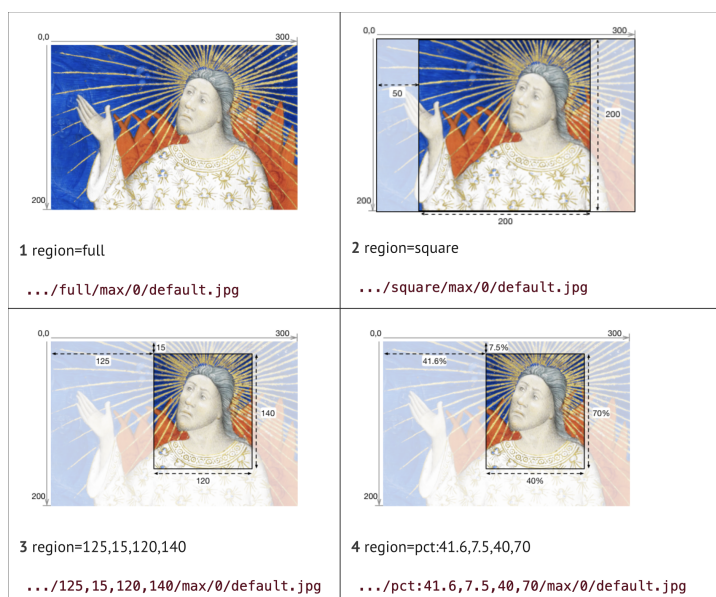 0,0
300
200
1 region=full
.../full/max/0/default.jpg
0,0
300
50
200
200
200
2 region=square
.../square/max/0/default.jpg
0,0
300
15
125
140
120
200
3 region=125,15,120,140
.../125,15,120,140/max/0/default.jpg
0,0
300
7.5%
41.6%
70%
40%
200
4 region=pct:41.6,7.5,40,70
.../pct:41.6,7.5,40,70/max/0/default.jpg